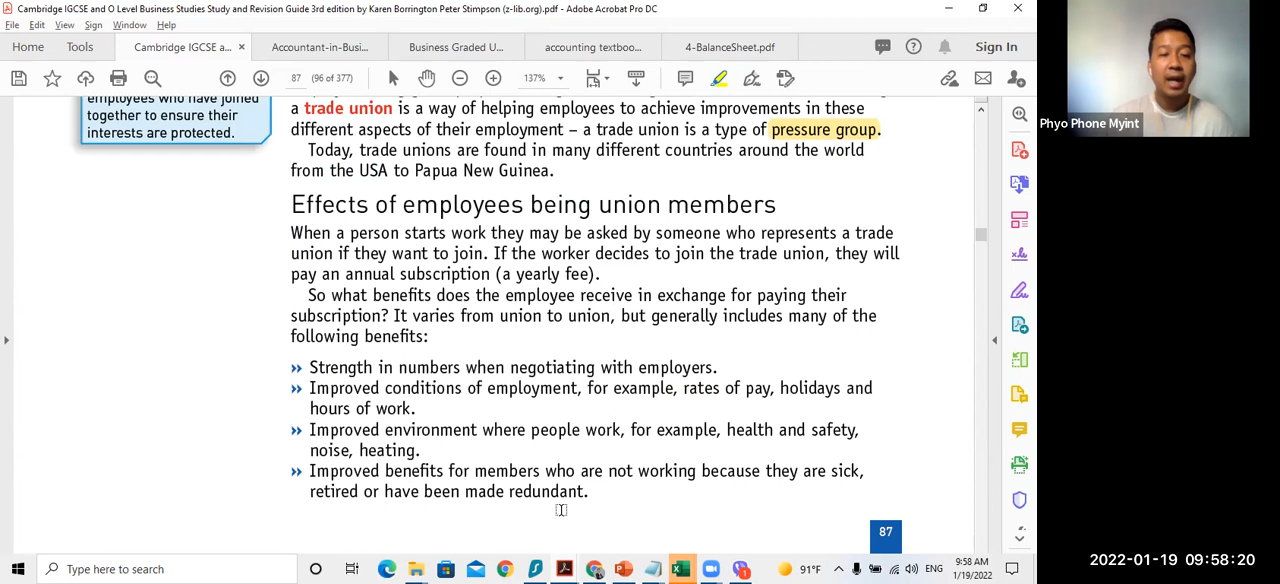 Cambridge IGCSE and O Level Business Studies Study and Revision Guide 3rd edition by Karen Borrington Peter Stimpson (z-lib.org).pdf - Adobe Acrobat Pro DC
File Edit View Sign Window Help
Home Tools Cambridge IGCSE a... × Accountant-in-Busi... Business Graded U... accounting textboo... 4-BalanceSheet.pdf Sign In
87 (96 of 377) 137%
employees who have joined
together to ensure their
interests are protected.
a trade union is a way of helping employees to achieve improvements in these
different aspects of their employment – a trade union is a type of pressure group.
Today, trade unions are found in many different countries around the world
from the USA to Papua New Guinea.
Effects of employees being union members
When a person starts work they may be asked by someone who represents a trade
union if they want to join. If the worker decides to join the trade union, they will
pay an annual subscription (a yearly fee).
So what benefits does the employee receive in exchange for paying their
subscription? It varies from union to union, but generally includes many of the
following benefits:
» Strength in numbers when negotiating with employers.
» Improved conditions of employment, for example, rates of pay, holidays and
hours of work.
» Improved environment where people work, for example, health and safety,
noise, heating.
» Improved benefits for members who are not working because they are sick,
retired or have been made redundant.
87
Phyo Phone Myint
Type here to search
91°F
ENG
9:58 AM
1/19/2022
2022-01-19 09:58:20